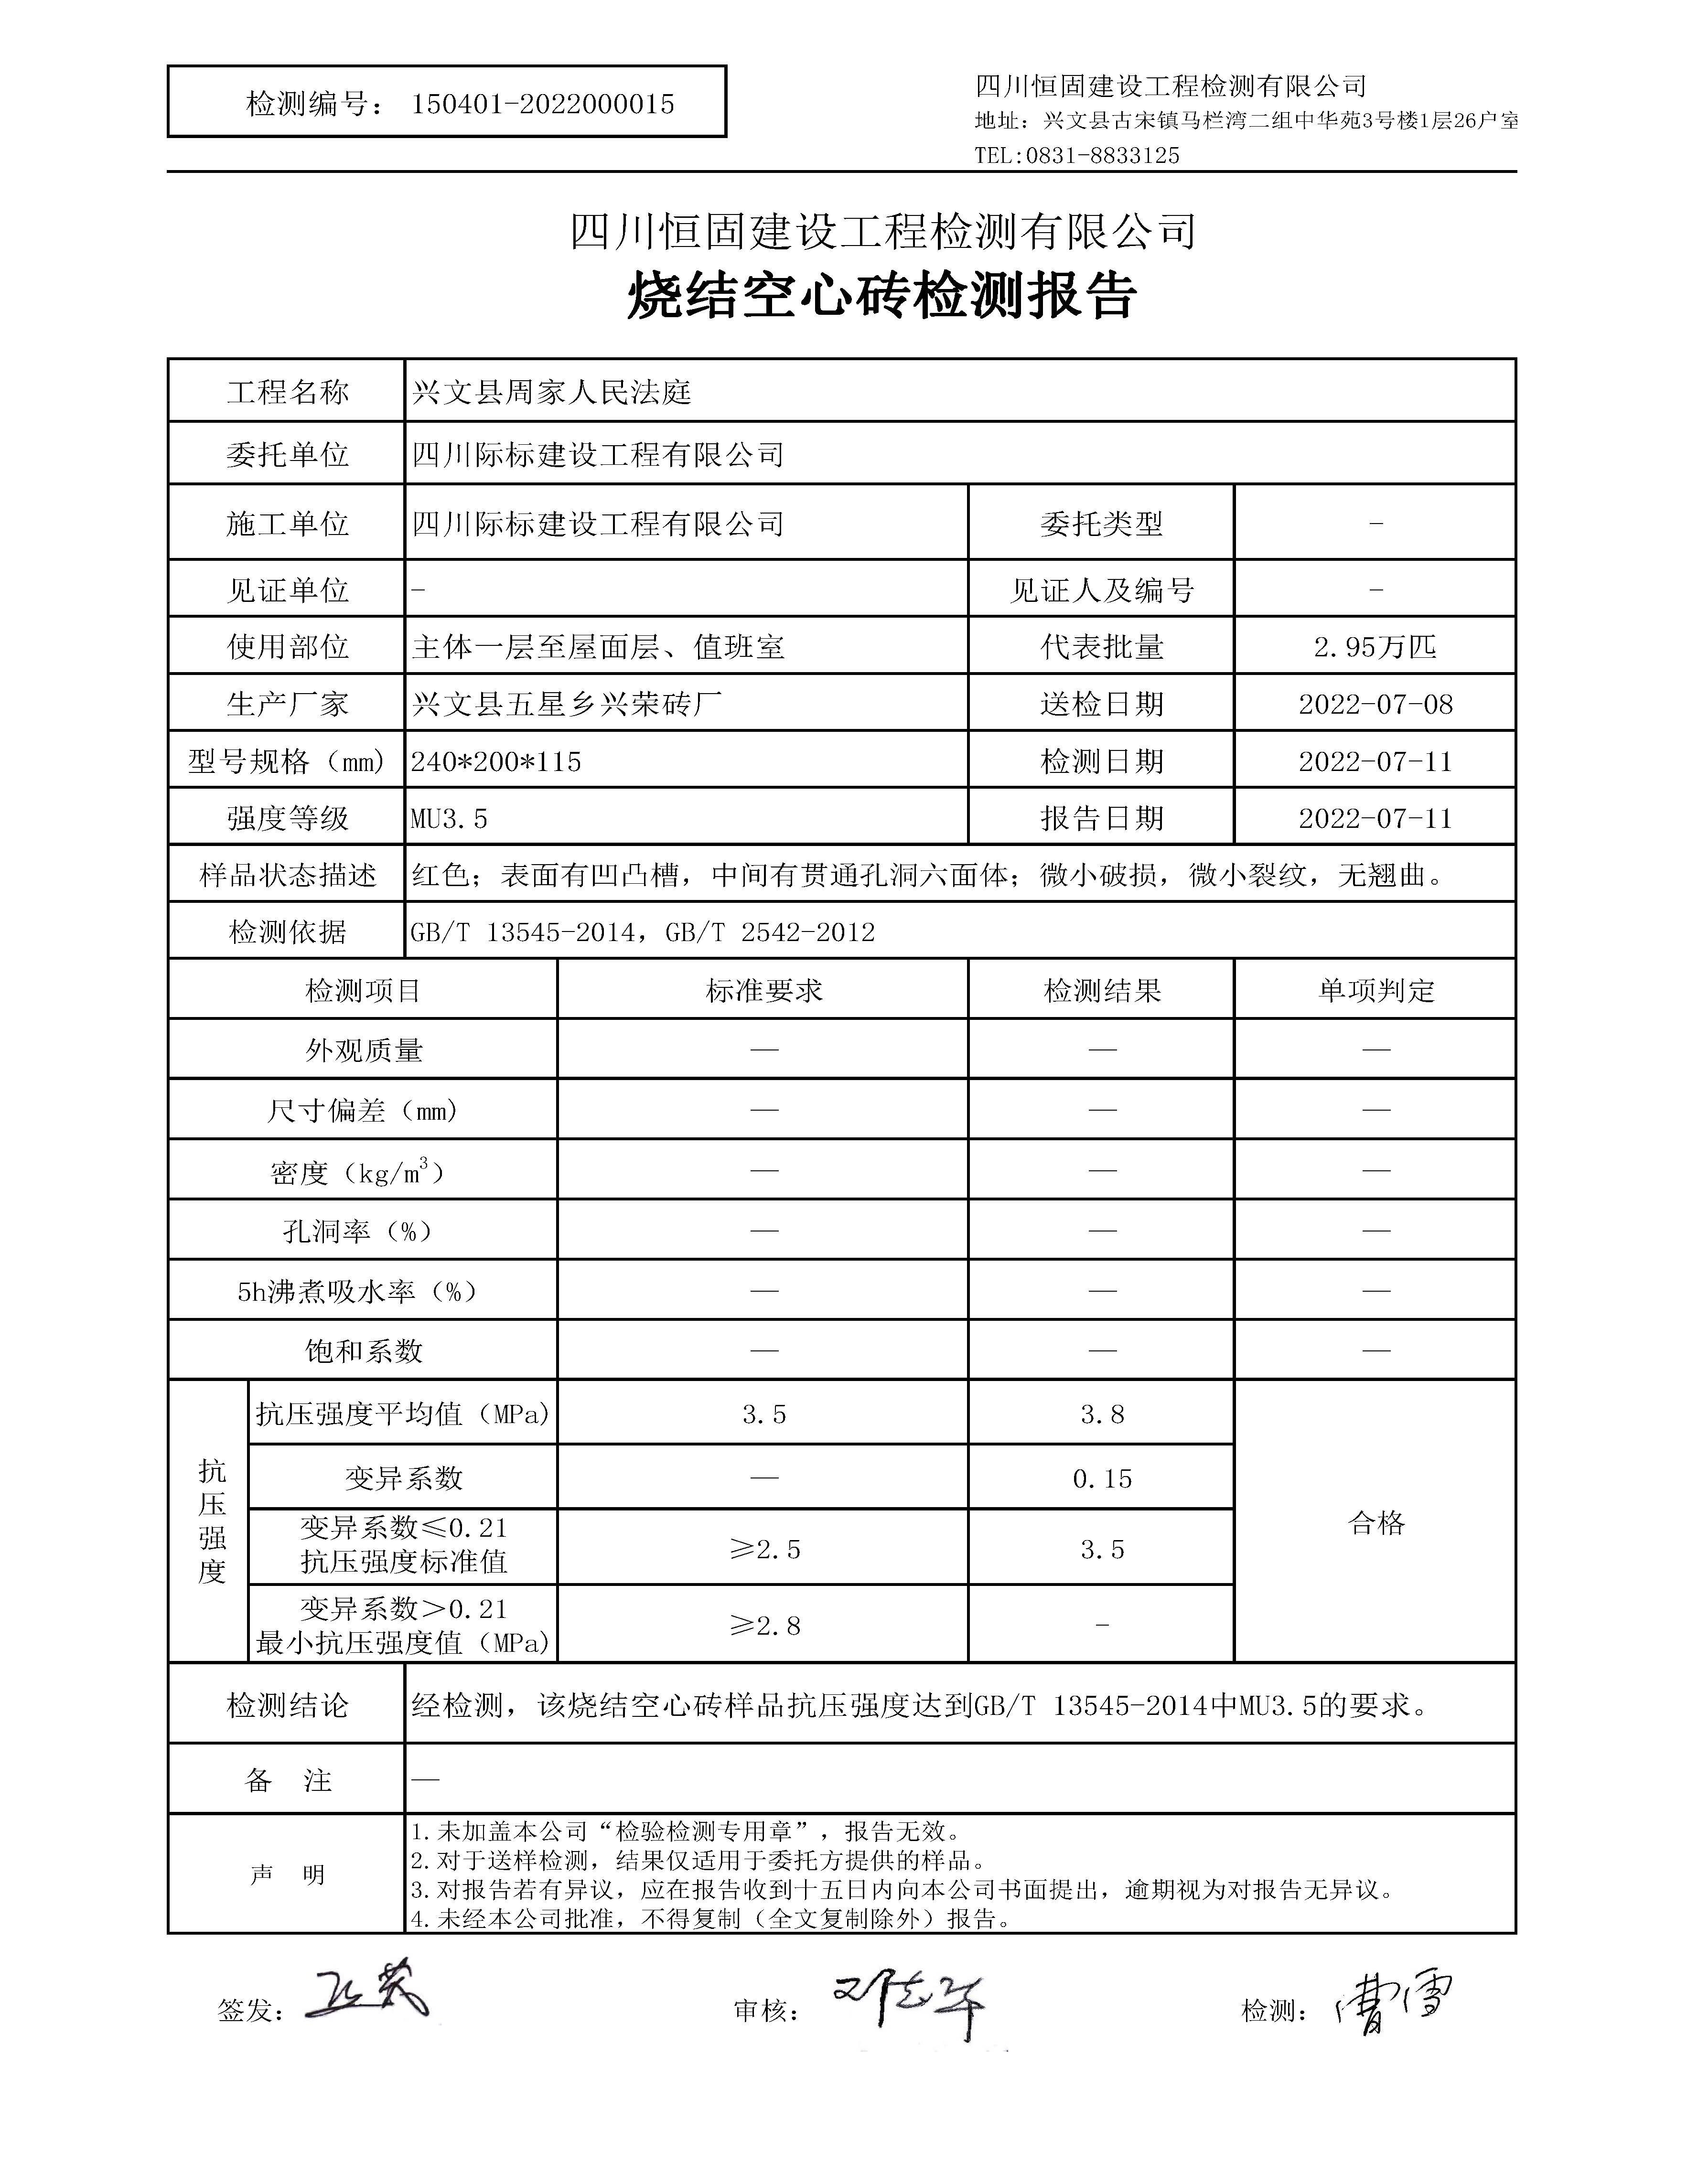 检测编号： 150401-2022000015
四川恒固建设工程检测有限公司
地址：兴文县古宋镇马栏湾二组中华苑3号楼1层26户室
TEL:0831-8833125
四川恒固建设工程检测有限公司
烧结空心砖检测报告
工程名称 兴文县周家人民法庭
委托单位 四川际标建设工程有限公司
施工单位 四川际标建设工程有限公司 委托类型 -
见证单位 - 见证人及编号 -
使用部位 主体一层至屋面层、值班室 代表批量 2.95万匹
生产厂家 兴文县五星乡兴荣砖厂 送检日期 2022-07-08
型号规格（mm） 240*200*115 检测日期 2022-07-11
强度等级 MU3.5 报告日期 2022-07-11
样品状态描述 红色；表面有凹凸槽，中间有贯通孔洞六面体；微小破损，微小裂纹，无翘曲。
检测依据 GB/T 13545-2014，GB/T 2542-2012
检测项目 标准要求 检测结果 单项判定
外观质量 — — —
尺寸偏差（mm） — — —
密度（kg/m³） — — —
孔洞率（%） — — —
5h沸煮吸水率（%） — — —
饱和系数 — — —
抗压强度
抗压强度平均值（MPa） 3.5 3.8
变异系数 — 0.15
变异系数≤0.21
抗压强度标准值 ≥2.5 3.5
合格
变异系数＞0.21
最小抗压强度值（MPa） ≥2.8 -
检测结论 经检测，该烧结空心砖样品抗压强度达到GB/T 13545-2014中MU3.5的要求。
备 注 —
声 明
1.未加盖本公司“检验检测专用章”，报告无效。
2.对于送样检测，结果仅适用于委托方提供的样品。
3.对报告若有异议，应在报告收到十五日内向本公司书面提出，逾期视为对报告无异议。
4.未经本公司批准，不得复制（全文复制除外）报告。
签发： 审核： 检测：曹雪